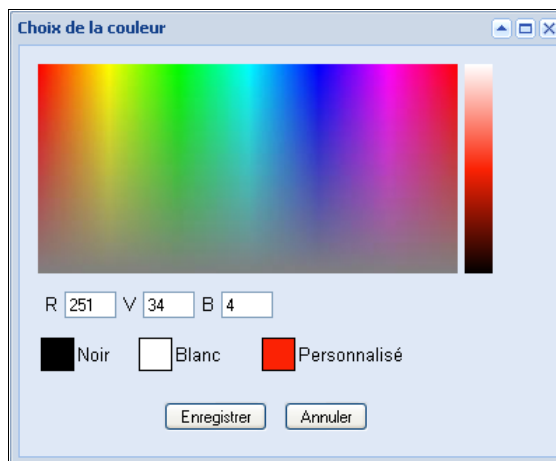 Choix de la couleur
R 251 V 34 B 4
Noir Blanc Personnalisé
Enregistrer Annuler